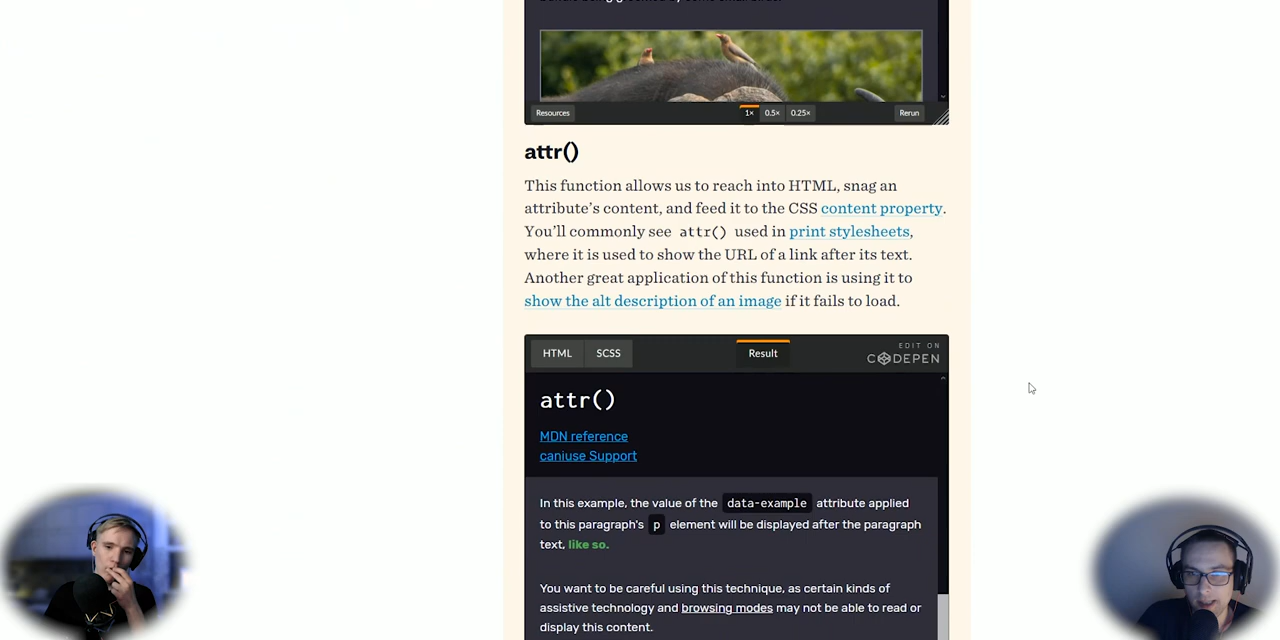 Resources 1× 0.5× 0.25× Rerun
attr()
This function allows us to reach into HTML, snag an
attribute’s content, and feed it to the CSS content property.
You’ll commonly see attr() used in print stylesheets,
where it is used to show the URL of a link after its text.
Another great application of this function is using it to
show the alt description of an image if it fails to load.
HTML SCSS Result EDIT ON
CODEPEN
attr()
MDN reference
caniuse Support
In this example, the value of the data-example attribute applied
to this paragraph's p element will be displayed after the paragraph
text, like so.
You want to be careful using this technique, as certain kinds of
assistive technology and browsing modes may not be able to read or
display this content.